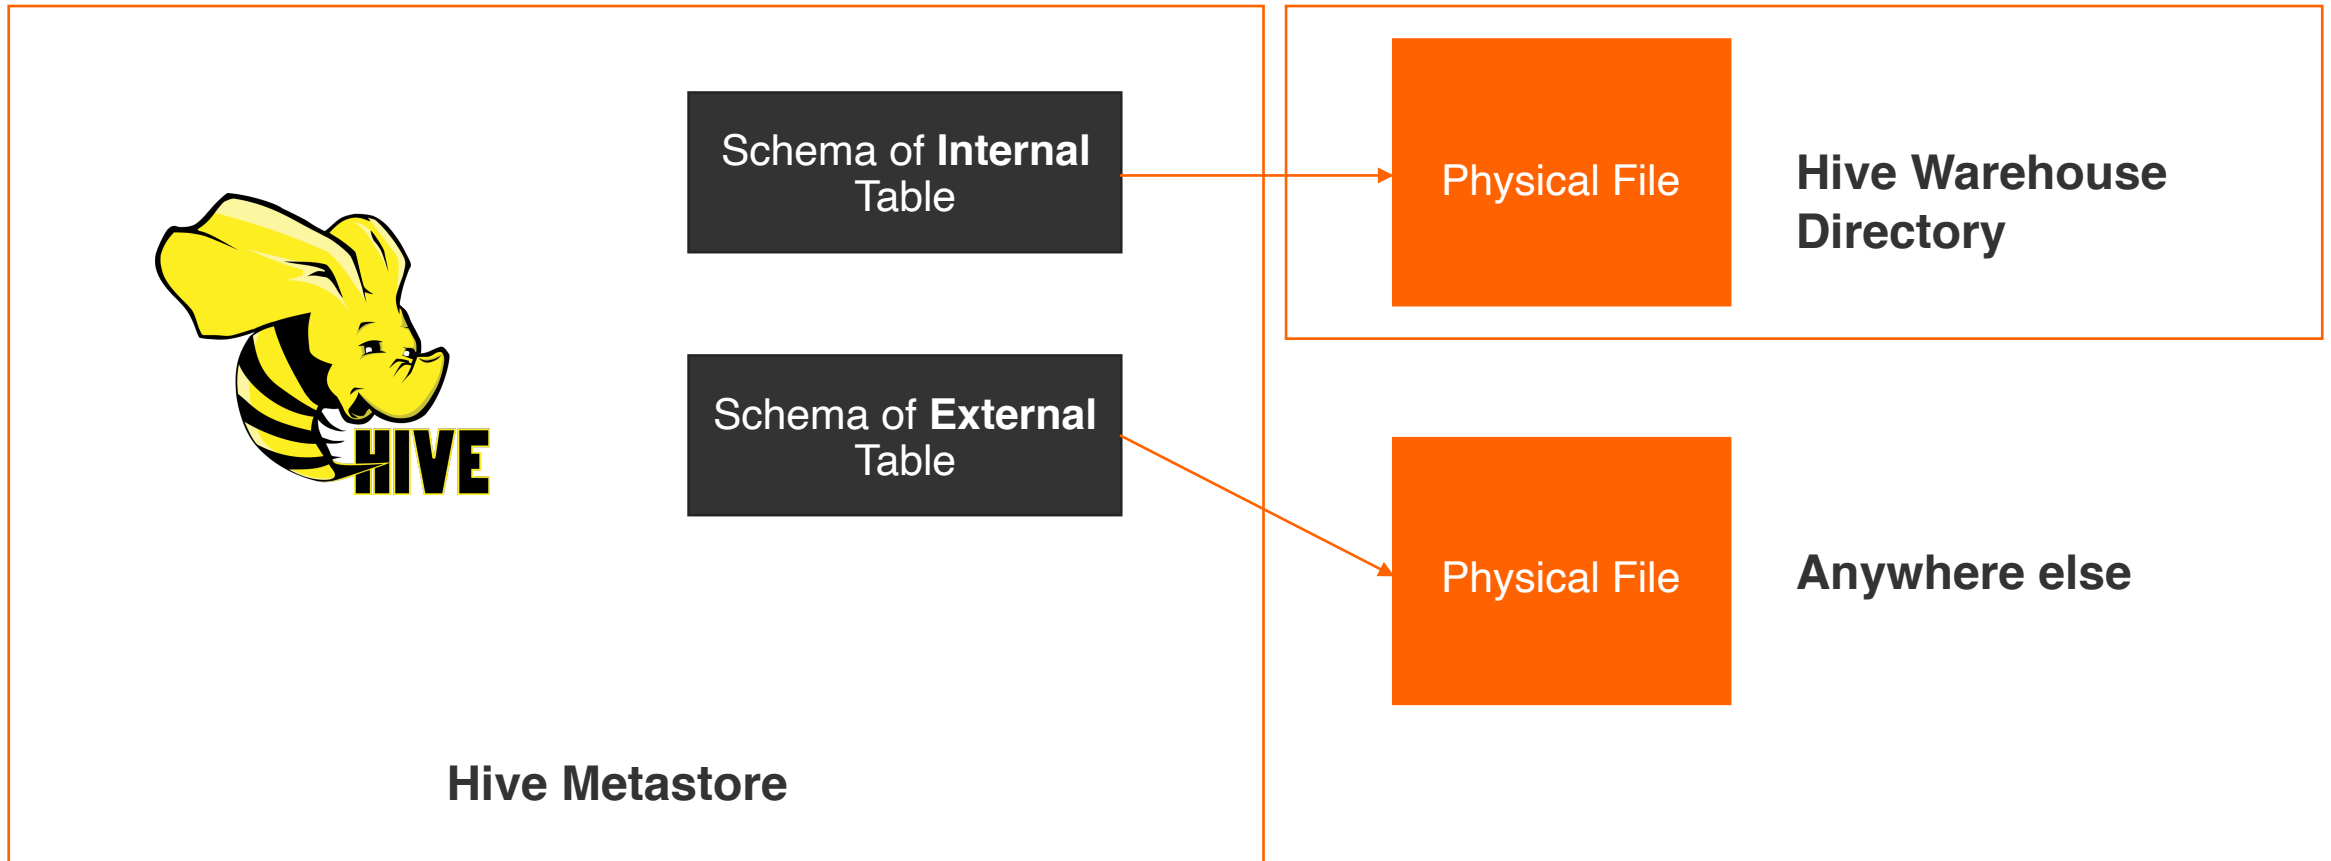 Schema of Internal
Table
Physical File
Hive Warehouse
Directory
HIVE
Schema of External
Table
Physical File
Anywhere else
Hive Metastore